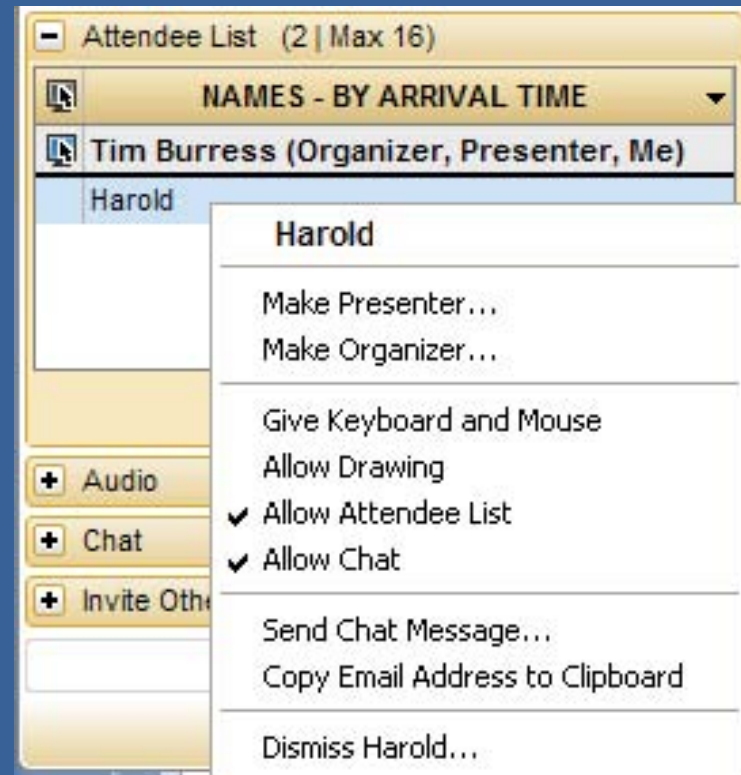 Attendee List (2 | Max 16)
NAMES - BY ARRIVAL TIME
Tim Burress (Organizer, Presenter, Me)
Harold
Harold
Make Presenter...
Make Organizer...
Give Keyboard and Mouse
Allow Drawing
Allow Attendee List
Allow Chat
Send Chat Message...
Copy Email Address to Clipboard
Dismiss Harold...
Audio
Chat
Invite Othe